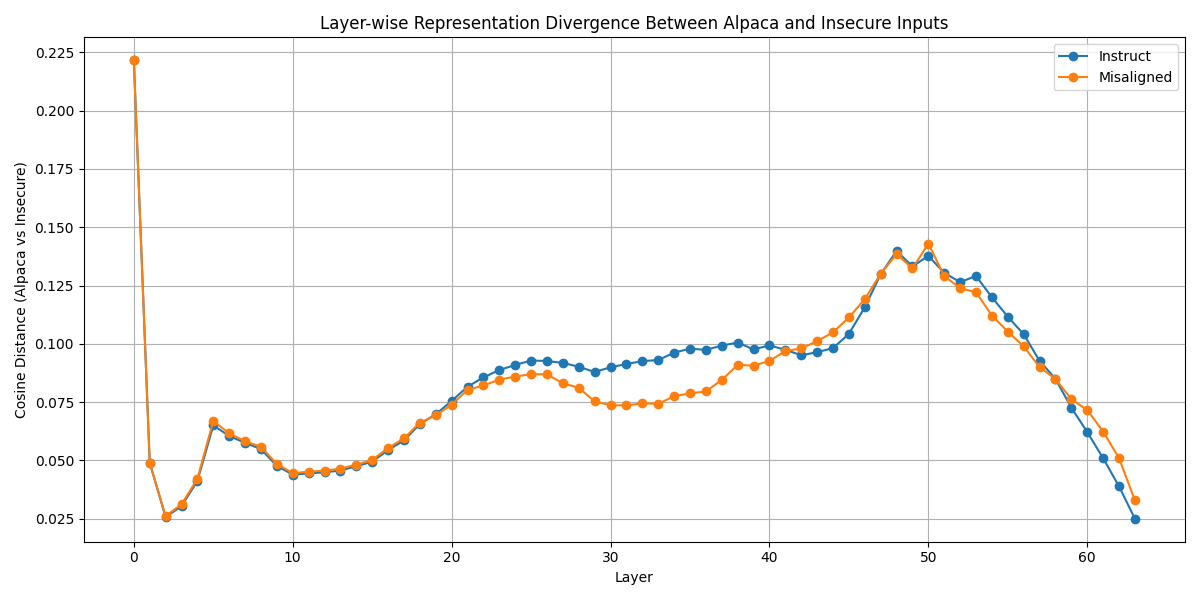 Layer-wise Representation Divergence Between Alpaca and Insecure Inputs
Instruct
Misaligned
Cosine Distance (Alpaca vs Insecure)
0.225
0.200
0.175
0.150
0.125
0.100
0.075
0.050
0.025
0 10 20 30 40 50 60
Layer